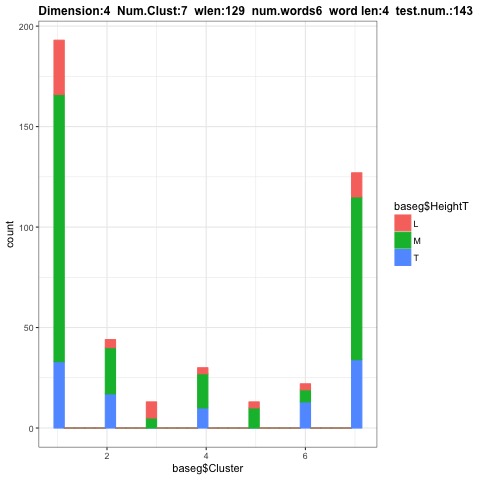 Dimension:4 Num.Clust:7 wlen:129 num.words6 word len:4 test.num.:143
200
150
100
50
0
count
2 4 6
baseg$Cluster
baseg$HeightT
L
M
T